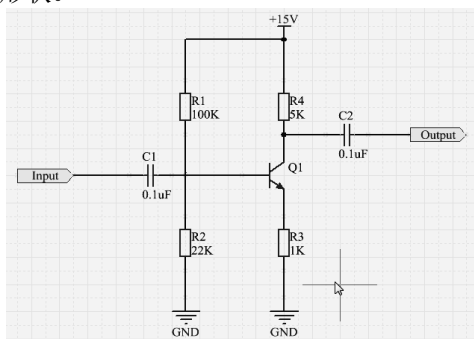 +15V
R1
100K
R4
5K
C2
0.1uF
Output
Input
C1
0.1uF
Q1
R2
22K
R3
1K
GND
GND